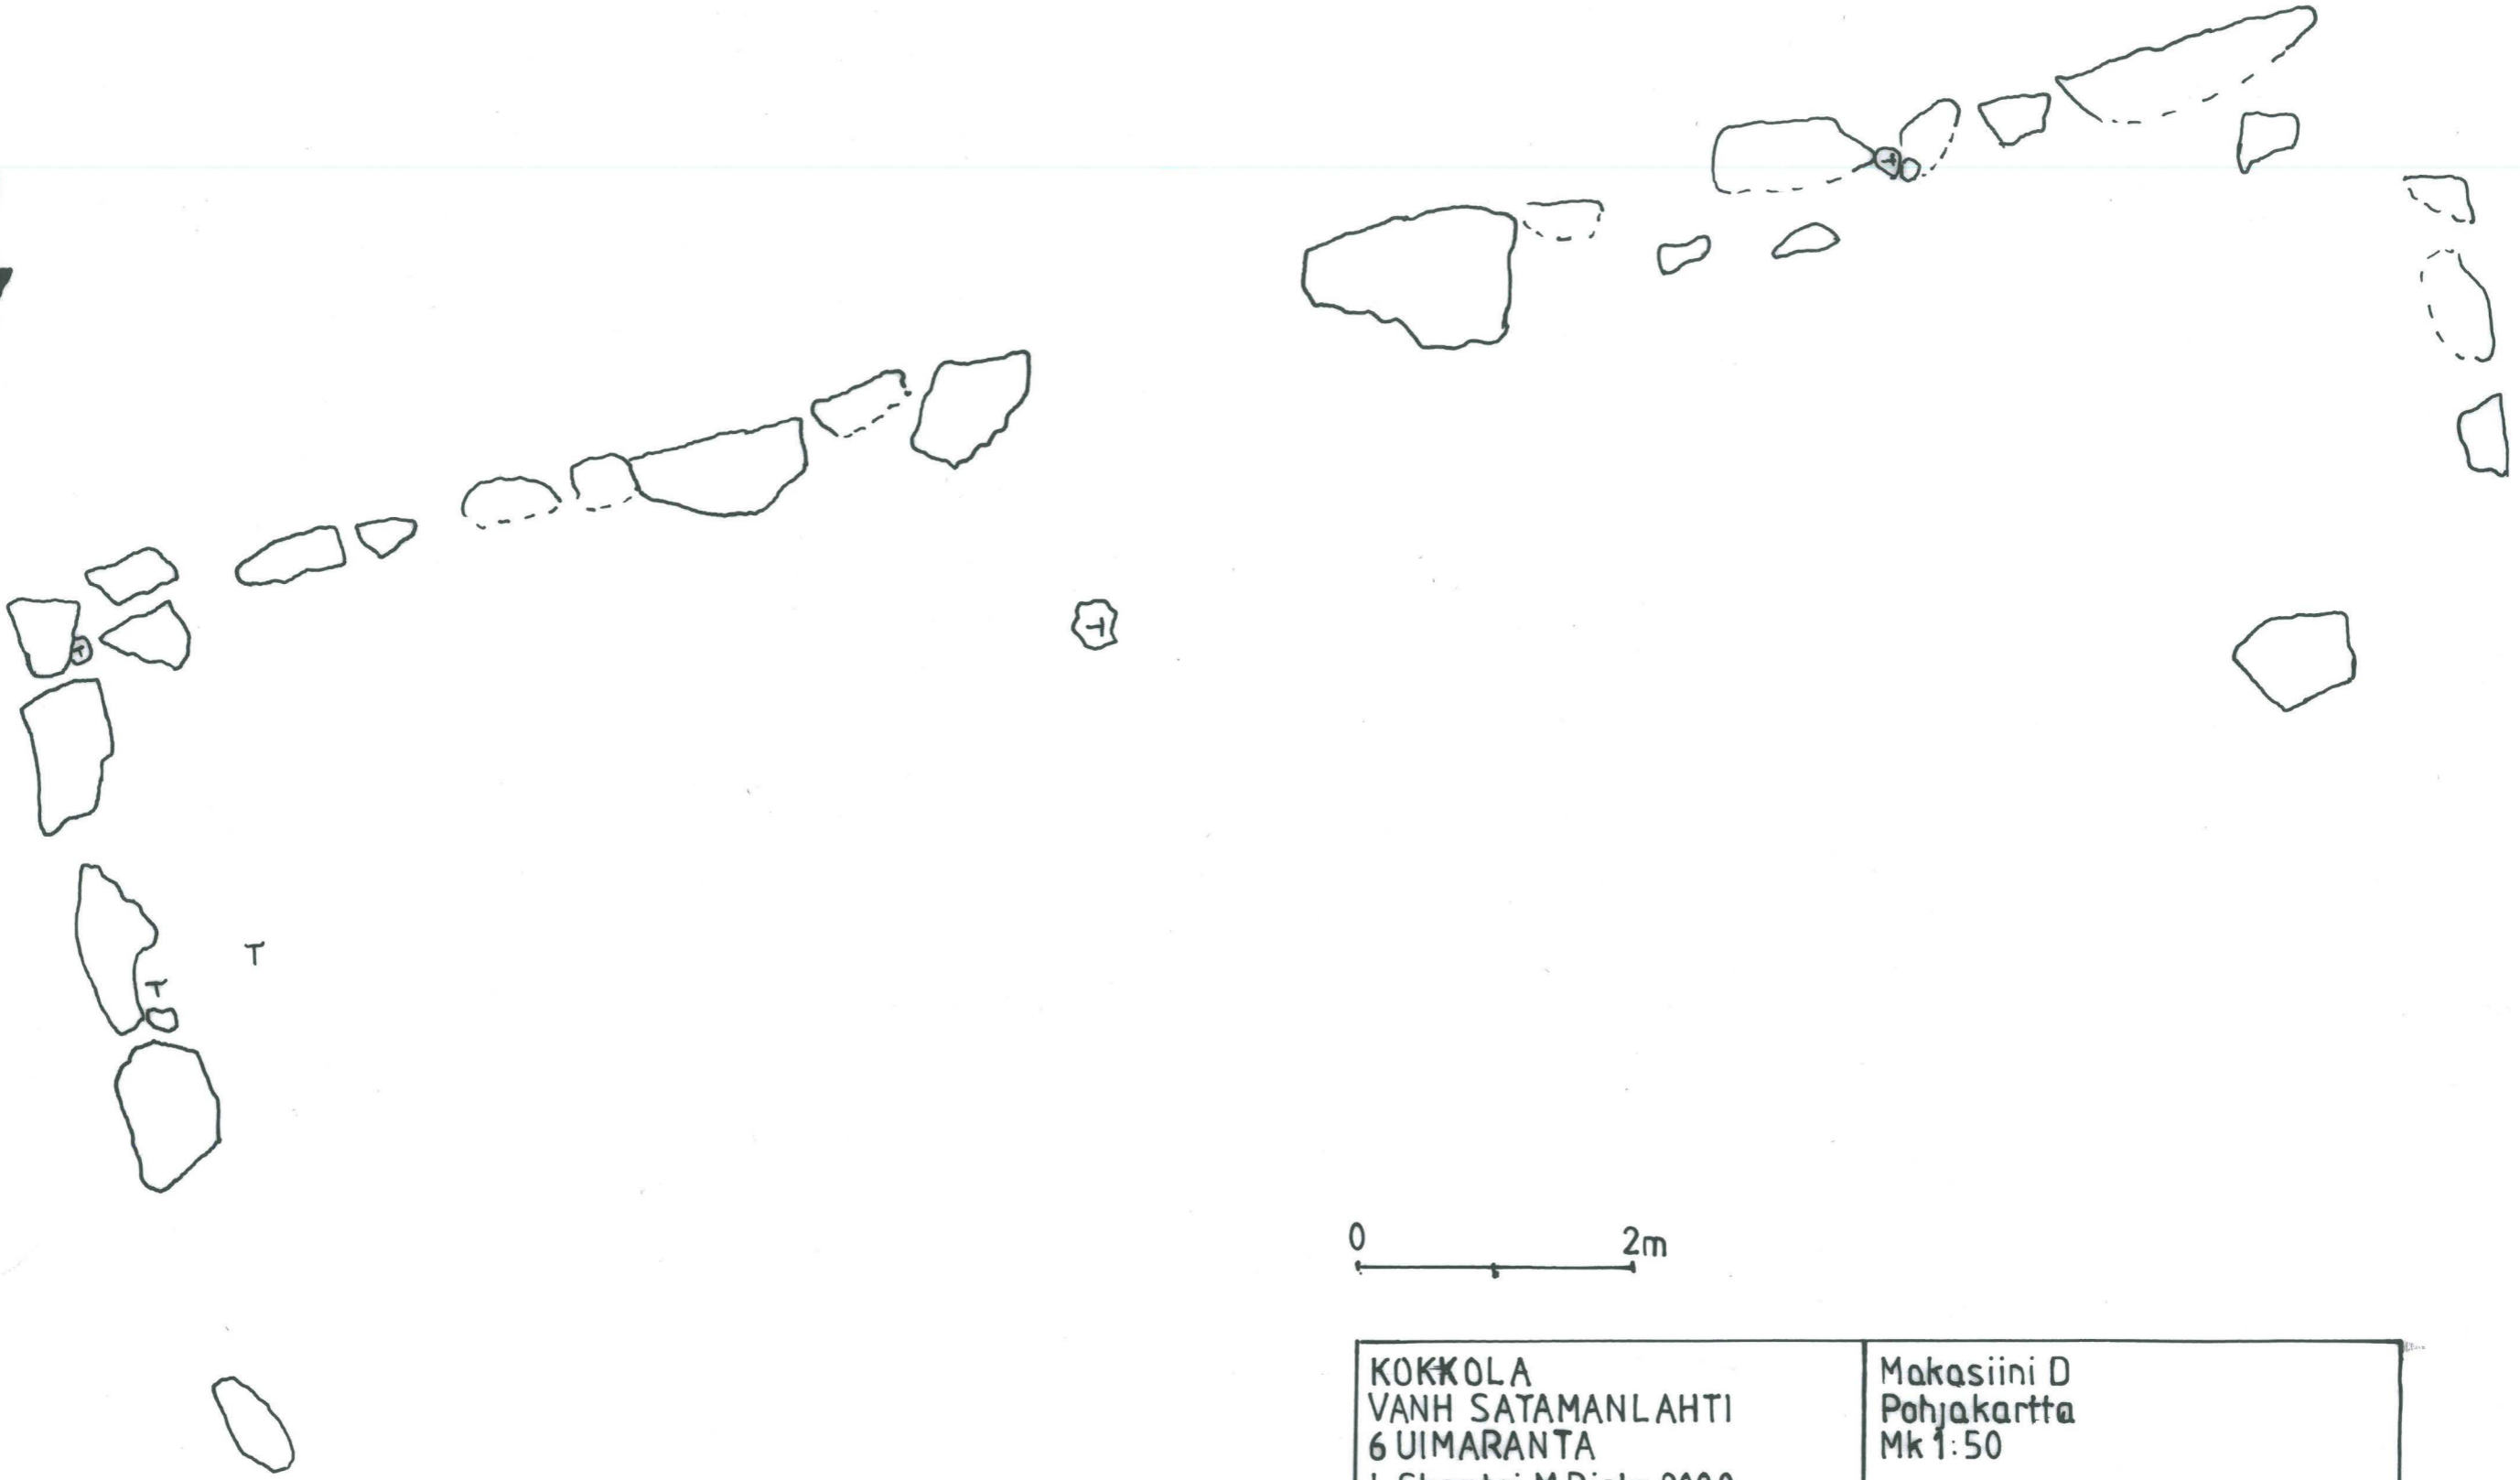 T
T
T
T
T
0 2m
KOKKOLA
VANH SATAMANLAHTI
6 UIMARANTA
Makasiini D
Pohjakartta
Mk 1:50